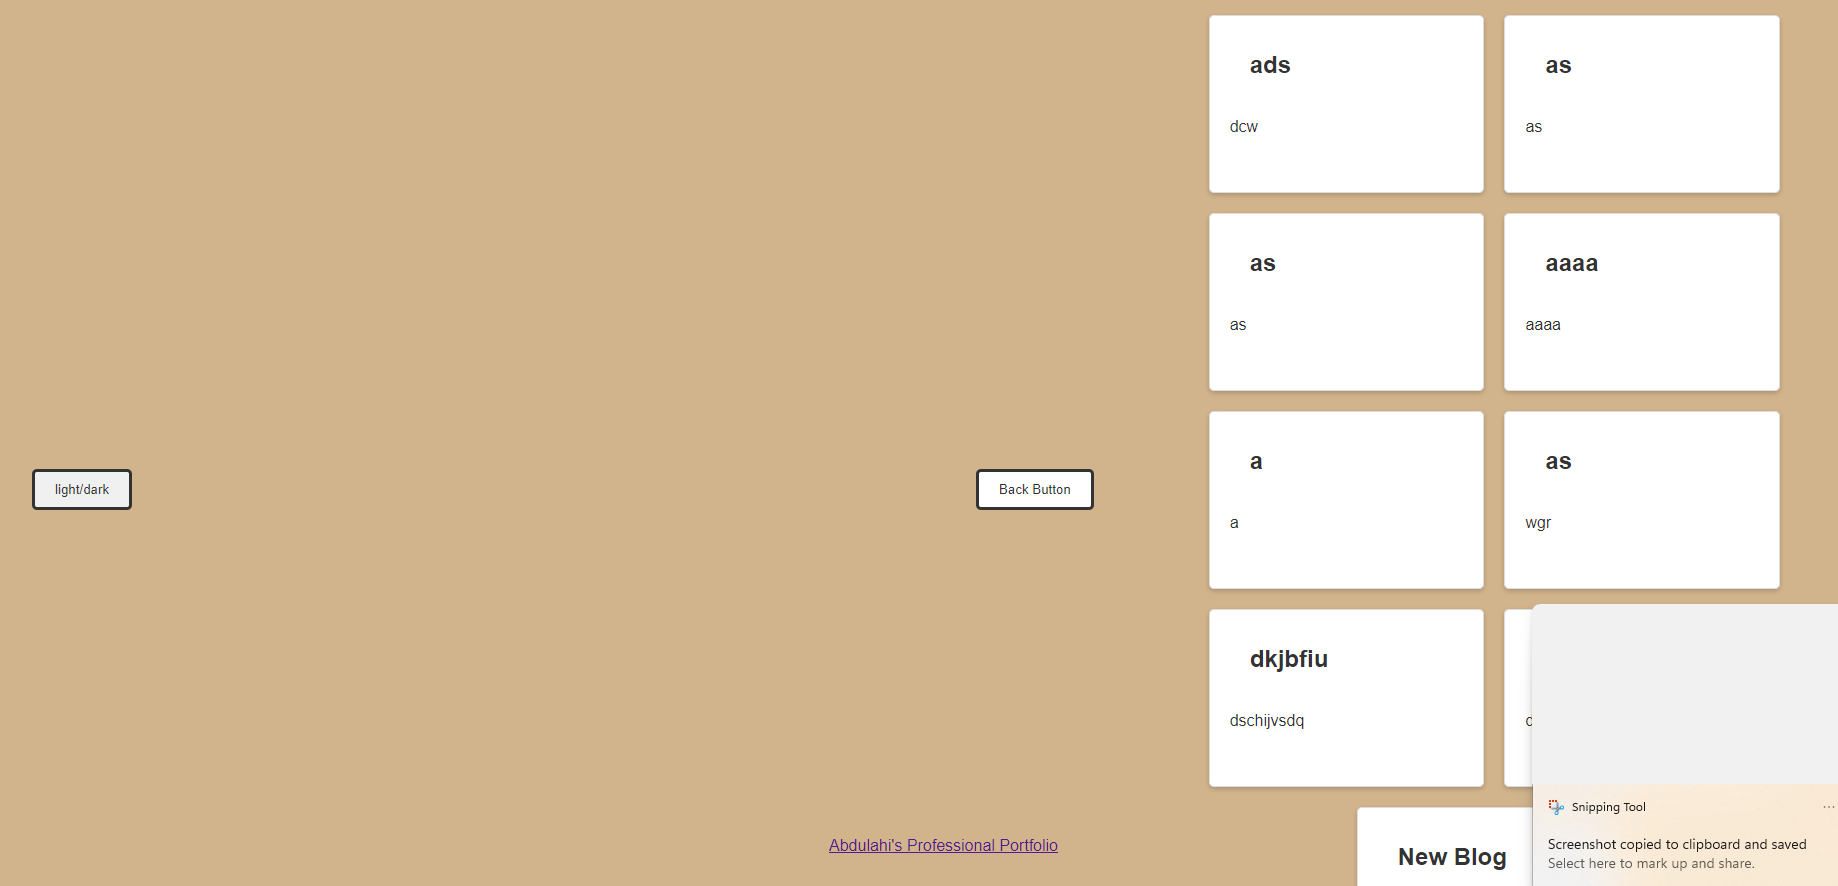 ads
dcw
as
as
as
as
aaaa
aaaa
a
a
as
wgr
light/dark
Back Button
dkjbfiu
dschijvsdq
Abdulahi's Professional Portfolio
New Blog
Snipping Tool
Screenshot copied to clipboard and saved
Select here to mark up and share.